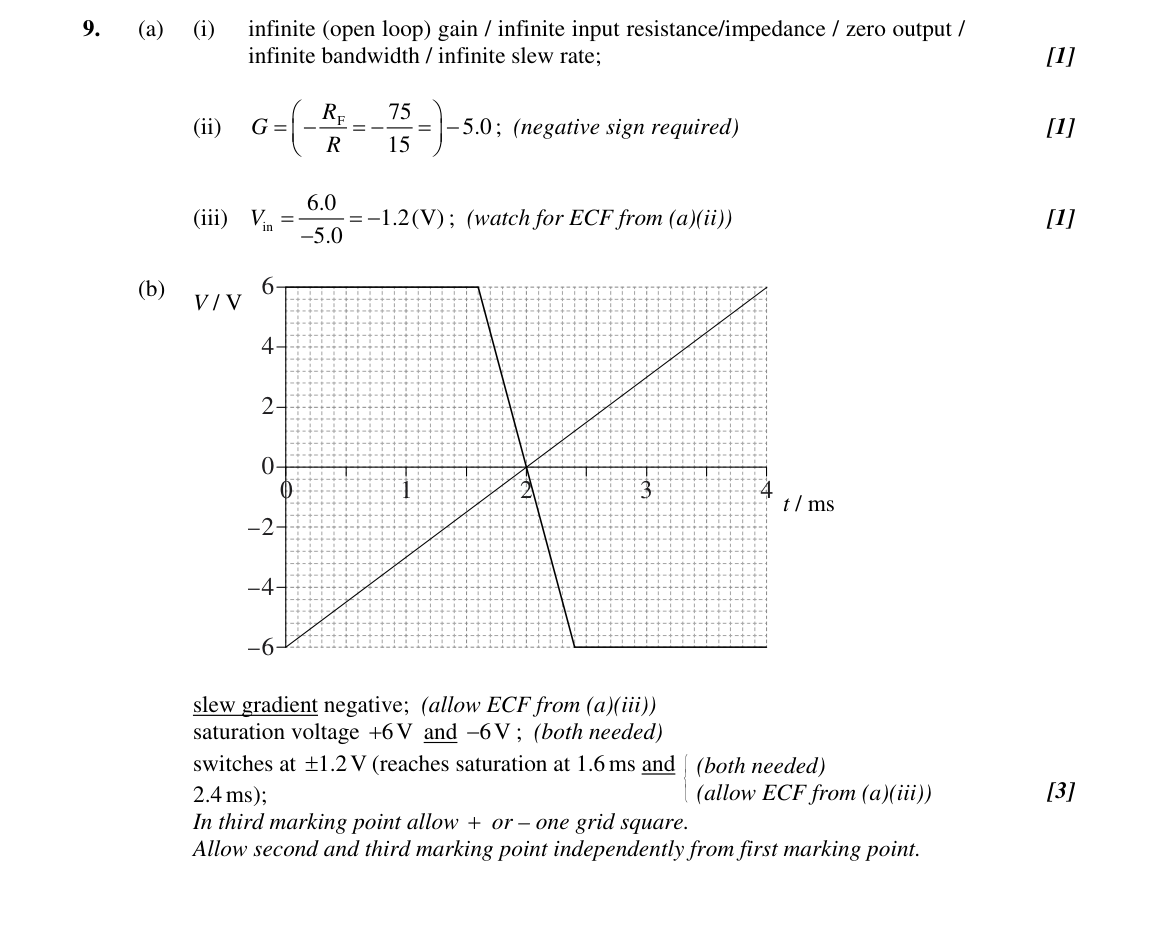 9. (a) (i) infinite (open loop) gain / infinite input resistance/impedance / zero output /
infinite bandwidth / infinite slew rate; [1]
(ii) G = (− R_F/R = − 75/15 = ) −5.0 ; (negative sign required) [1]
(iii) V_in = 6.0/−5.0 = −1.2 (V) ; (watch for ECF from (a)(ii)) [1]
(b) V / V
6
4
2
0
−2
−4
−6
0 1 2 3 4
t / ms
slew gradient negative; (allow ECF from (a)(iii))
saturation voltage +6 V and −6 V ; (both needed)
switches at ±1.2 V (reaches saturation at 1.6 ms and (both needed)
2.4 ms); (allow ECF from (a)(iii)) [3]
In third marking point allow + or – one grid square.
Allow second and third marking point independently from first marking point.